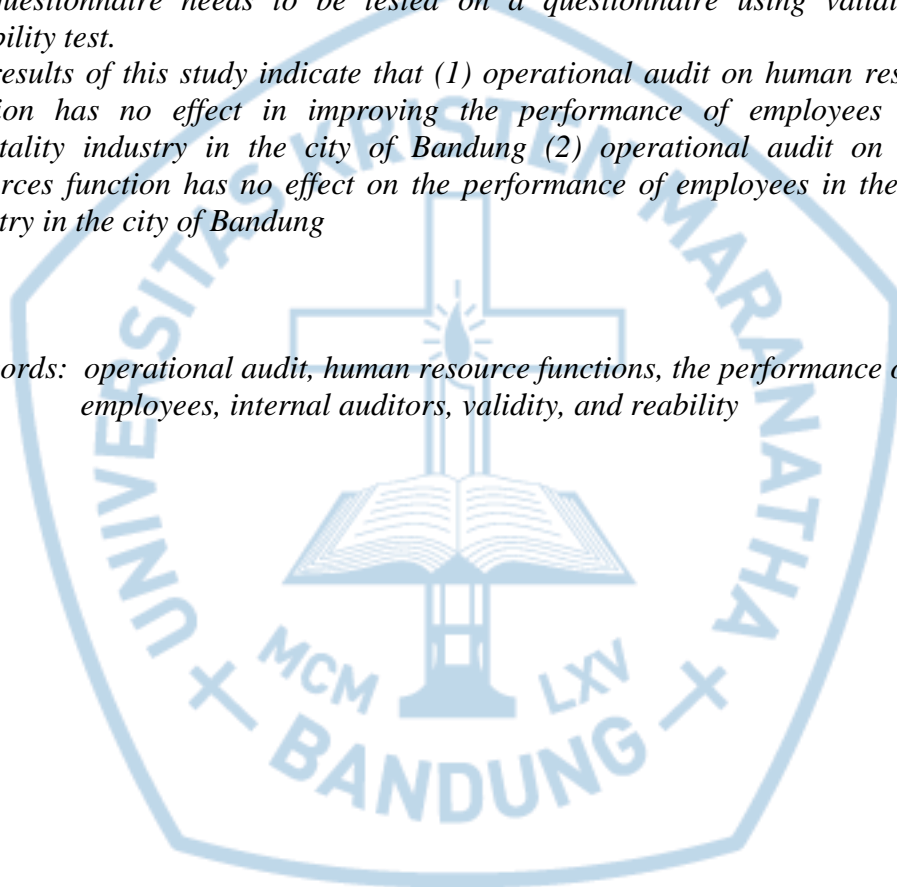 questionnaire needs to be tested on a questionnaire using valid
bility test.
results of this study indicate that (1) operational audit on human res
ion has no effect in improving the performance of employees
tality industry in the city of Bandung (2) operational audit on
rces function has no effect on the performance of employees in the
try in the city of Bandung
ords: operational audit, human resource functions, the performance o
employees, internal auditors, validity, and reability
UNIVERSITAS KRISTEN MARANATHA
MCM LXV
BANDUNG